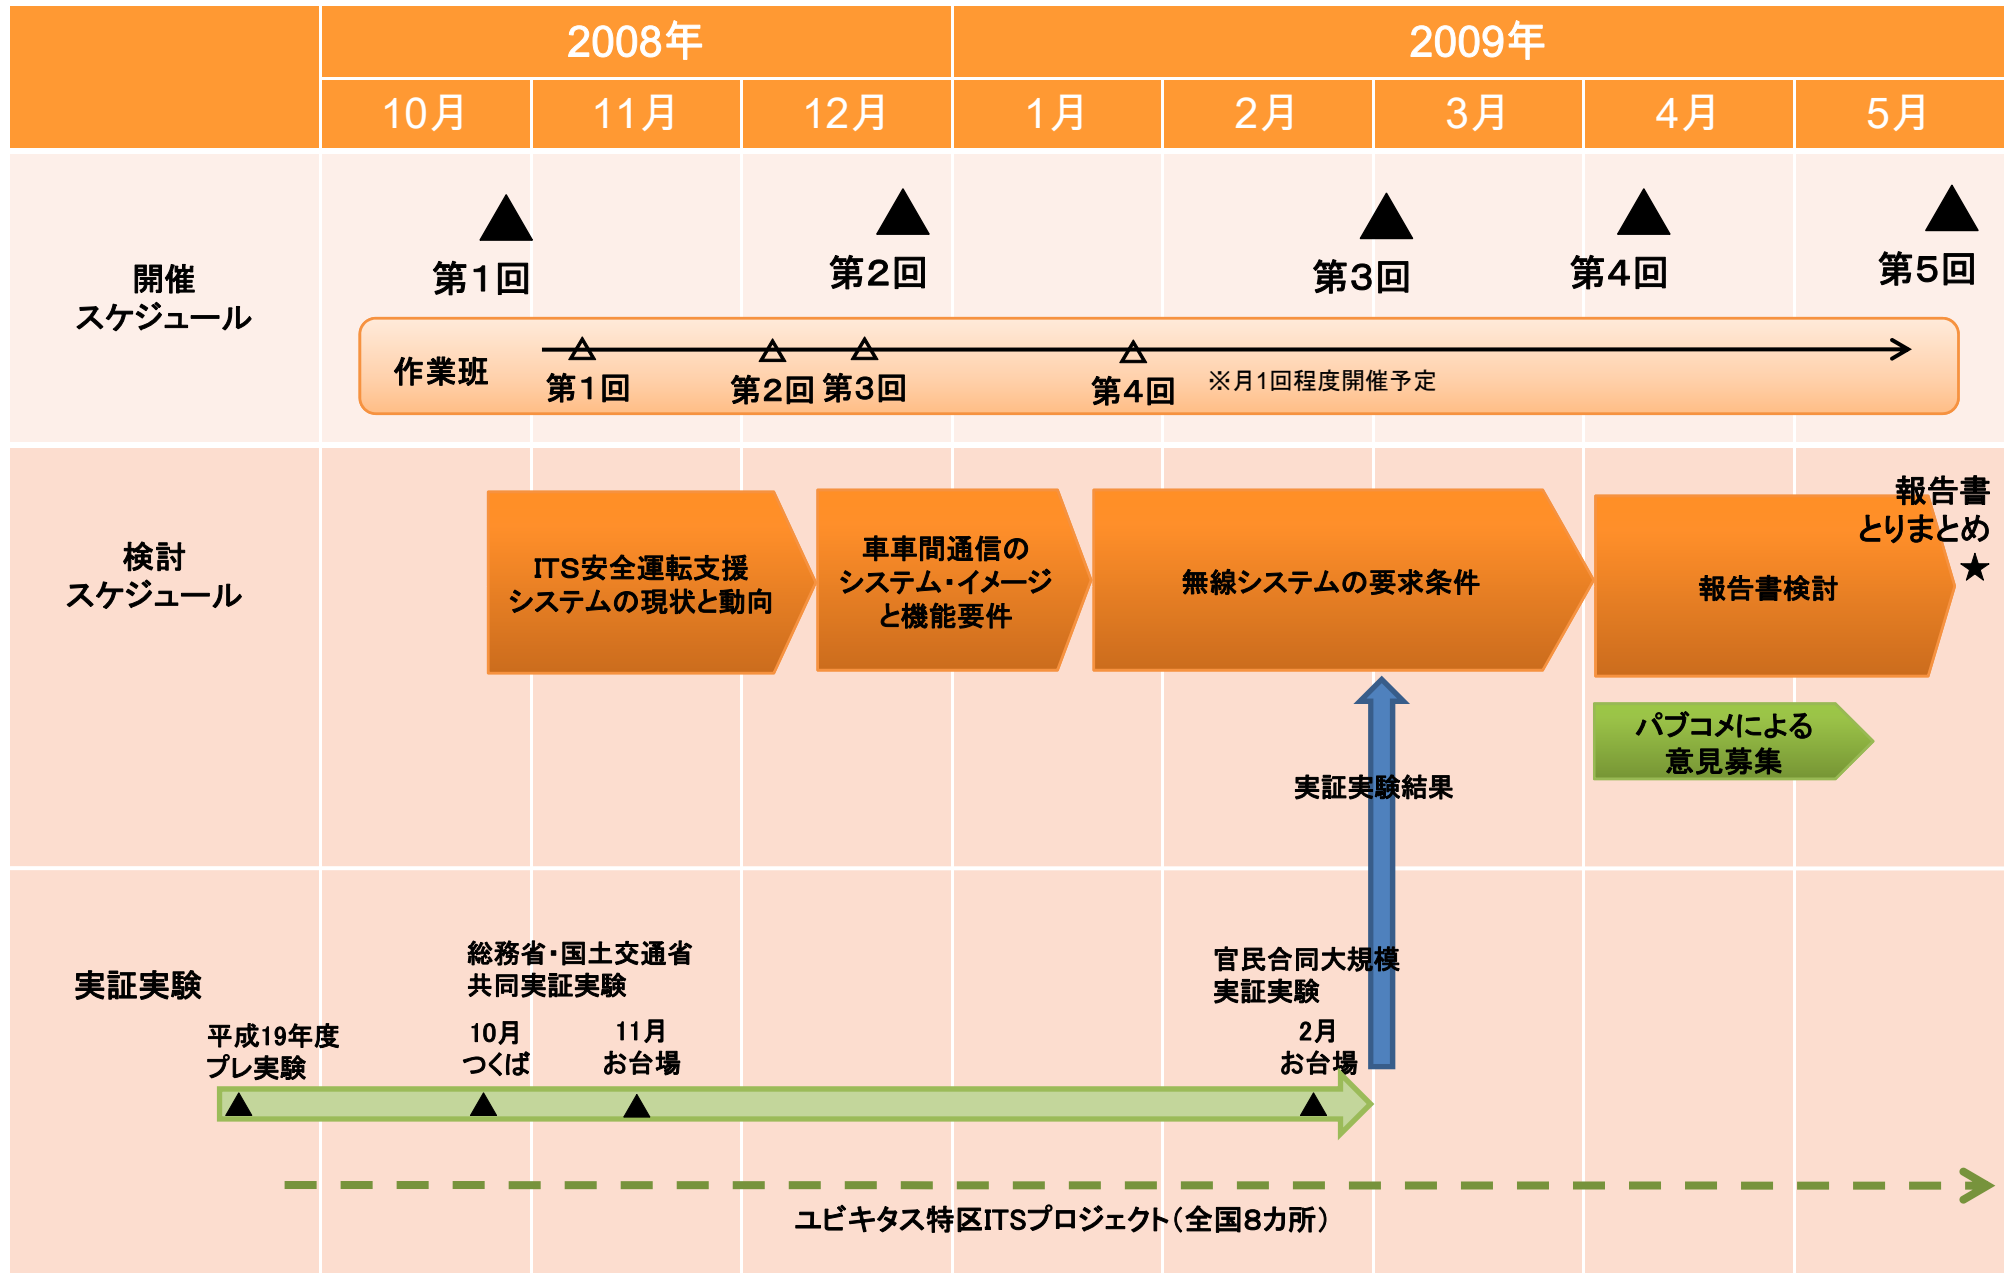 2008年
2009年
10月
11月
12月
1月
2月
3月
4月
5月
開催
スケジュール
第１回
第２回
第３回
第４回
第５回
作業班
第１回
第２回
第３回
第４回
※月1回程度開催予定
検討
スケジュール
ITS安全運転支援
システムの現状と動向
車車間通信の
システム・イメージ
と機能要件
無線システムの要求条件
報告書検討
報告書
とりまとめ
★
パブコメによる
意見募集
実証実験結果
実証実験
平成19年度
プレ実験
総務省・国土交通省
共同実証実験
10月
つくば
11月
お台場
官民合同大規模
実証実験
2月
お台場
ユビキタス特区ITSプロジェクト（全国８カ所）